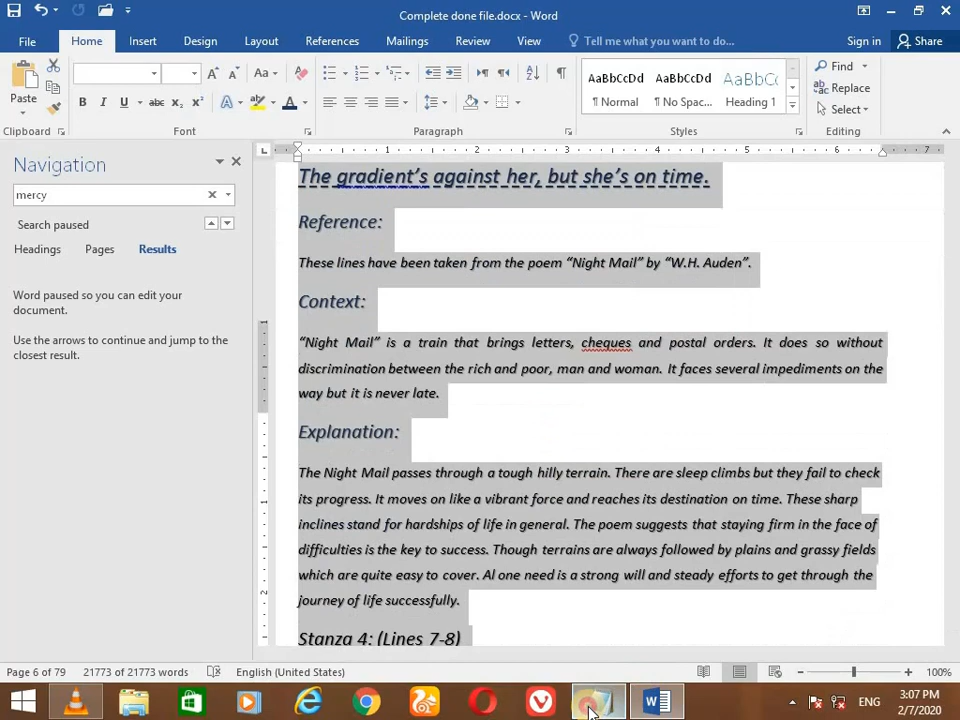 Complete done file.docx - Word
File Home Insert Design Layout References Mailings Review View Tell me what you want to do... Sign in Share
Paste
Aa
B I U abc X₂ X² A A
AaBbCcDd AaBbCcDd AaBbCc
¶ Normal ¶ No Spac... Heading 1
Find
Replace
Select
Clipboard Font Paragraph Styles Editing
Navigation
mercy
Search paused
Headings Pages Results
Word paused so you can edit your
document.
Use the arrows to continue and jump to the
closest result.
1 2 3 4 5 6 7
The gradient’s against her, but she’s on time.
Reference:
These lines have been taken from the poem “Night Mail” by “W.H. Auden”.
Context:
“Night Mail” is a train that brings letters, cheques and postal orders. It does so without
discrimination between the rich and poor, man and woman. It faces several impediments on the
way but it is never late.
Explanation:
The Night Mail passes through a tough hilly terrain. There are sleep climbs but they fail to check
its progress. It moves on like a vibrant force and reaches its destination on time. These sharp
inclines stand for hardships of life in general. The poem suggests that staying firm in the face of
difficulties is the key to success. Though terrains are always followed by plains and grassy fields
which are quite easy to cover. Al one need is a strong will and steady efforts to get through the
journey of life successfully.
Stanza 4: (Lines 7-8)
Page 6 of 79 21773 of 21773 words English (United States) 100%
ENG
3:07 PM
2/7/2020